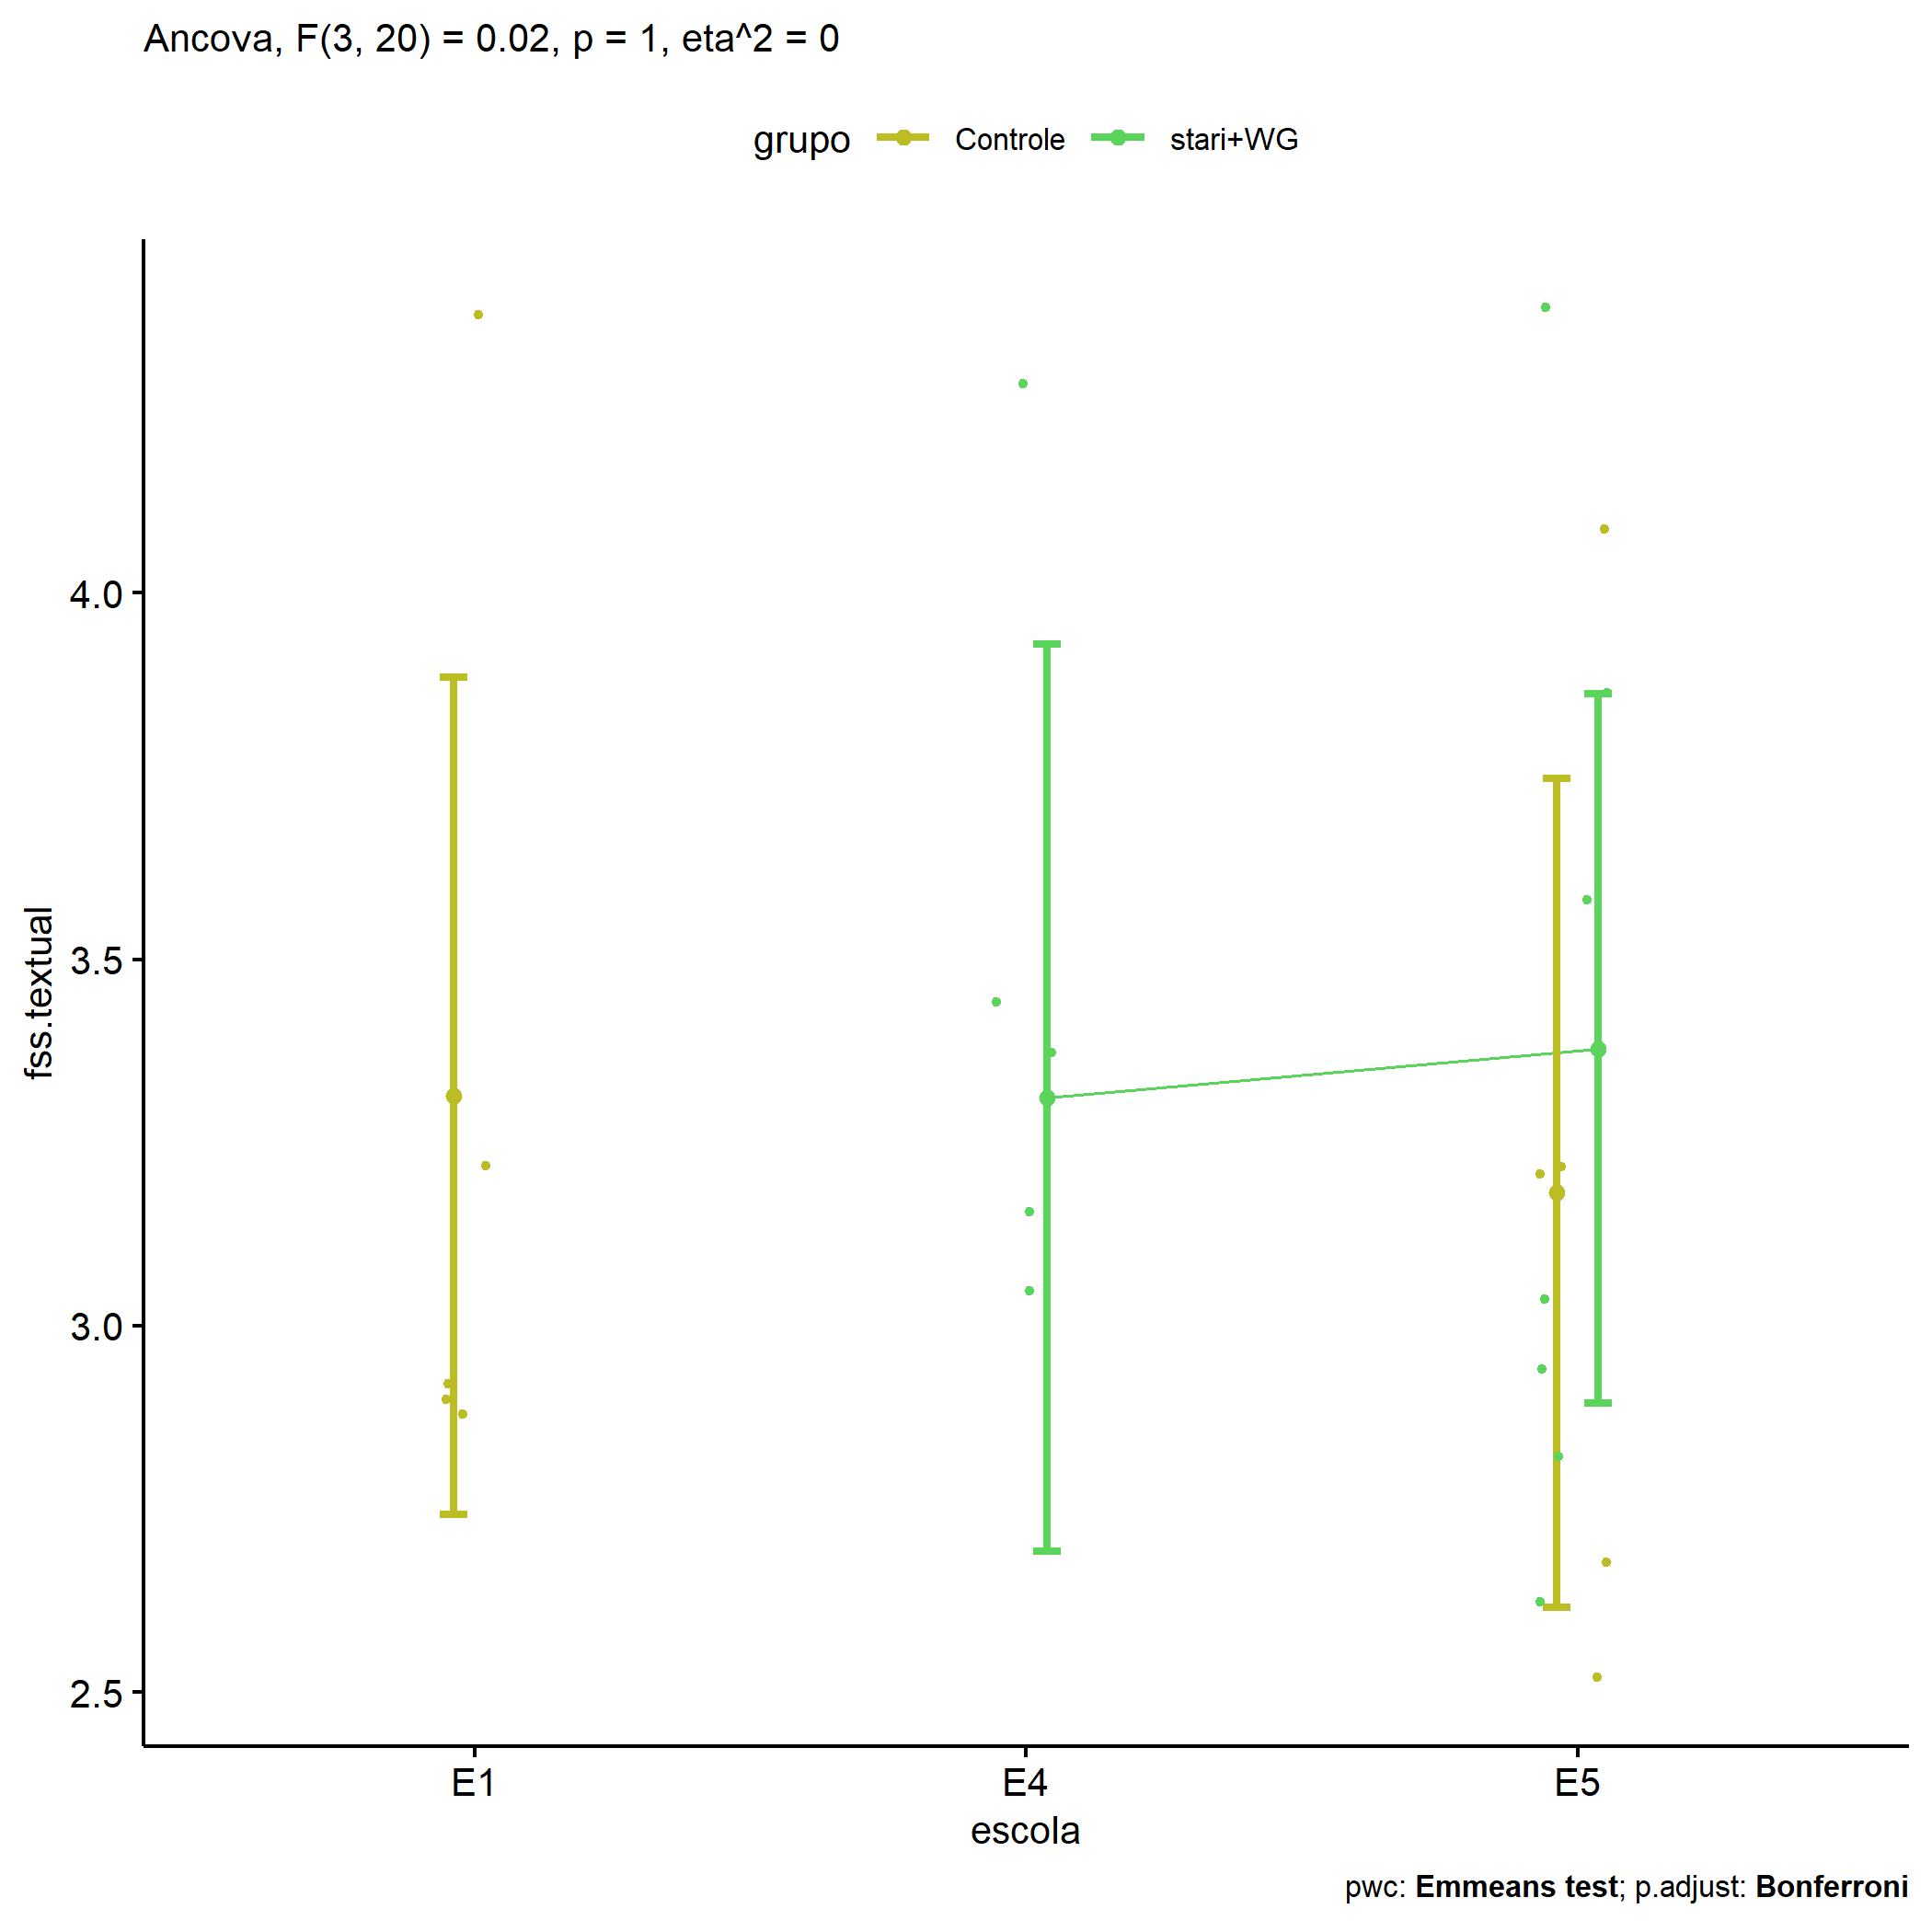 Ancova, F(3, 20) = 0.02, p = 1, eta^2 = 0
grupo Controle stari+WG
4.0
3.5
3.0
2.5
fss.textual
E1 E4 E5
escola
pwc: Emmeans test; p.adjust: Bonferroni